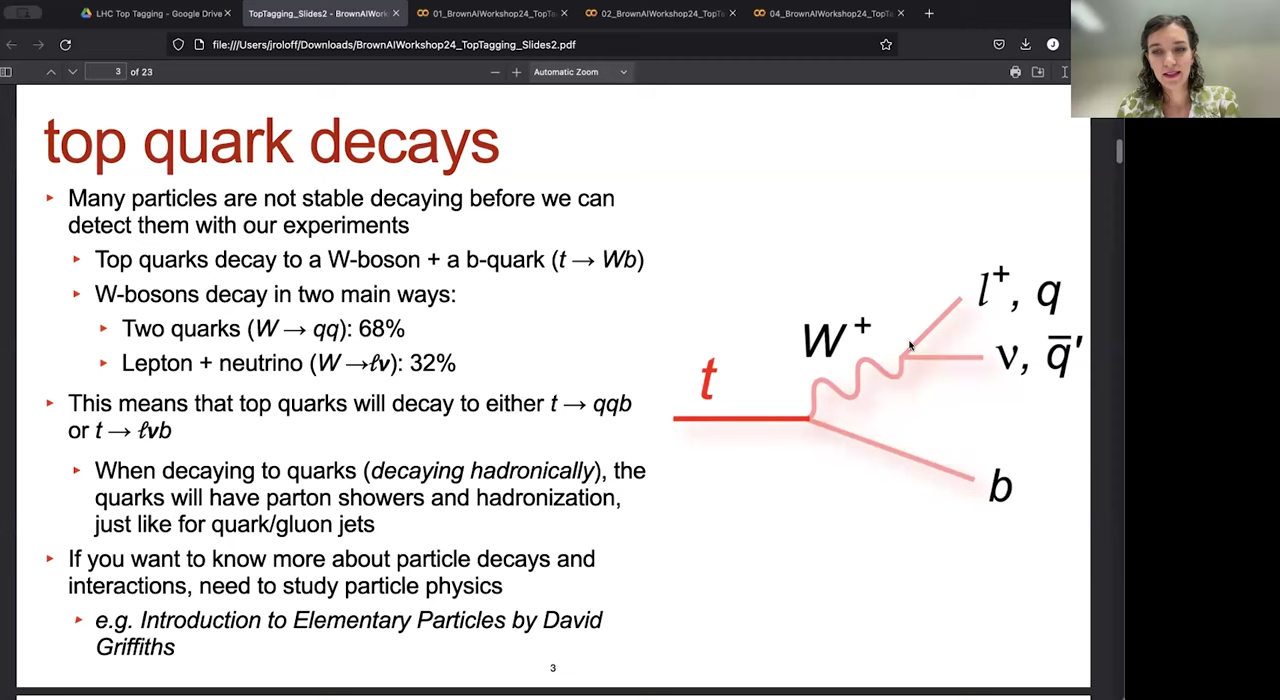 LHC Top Tagging - Google Drive
TopTagging_Slides2 - BrownAIWork
01_BrownAIWorkshop24_TopTa
02_BrownAIWorkshop24_TopTa
04_BrownAIWorkshop24_TopTa
file:///Users/jroloff/Downloads/BrownAIWorkshop24_TopTagging_Slides2.pdf
J
3 of 23
Automatic Zoom
top quark decays
▸ Many particles are not stable decaying before we can
detect them with our experiments
▸ Top quarks decay to a W-boson + a b-quark (t → Wb)
▸ W-bosons decay in two main ways:
▸ Two quarks (W → qq): 68%
▸ Lepton + neutrino (W →ℓν): 32%
▸ This means that top quarks will decay to either t → qqb
or t → ℓνb
▸ When decaying to quarks (decaying hadronically), the
quarks will have parton showers and hadronization,
just like for quark/gluon jets
▸ If you want to know more about particle decays and
interactions, need to study particle physics
▸ e.g. Introduction to Elementary Particles by David
Griffiths
t
W⁺
l⁺, q
ν, q̅′
b
3